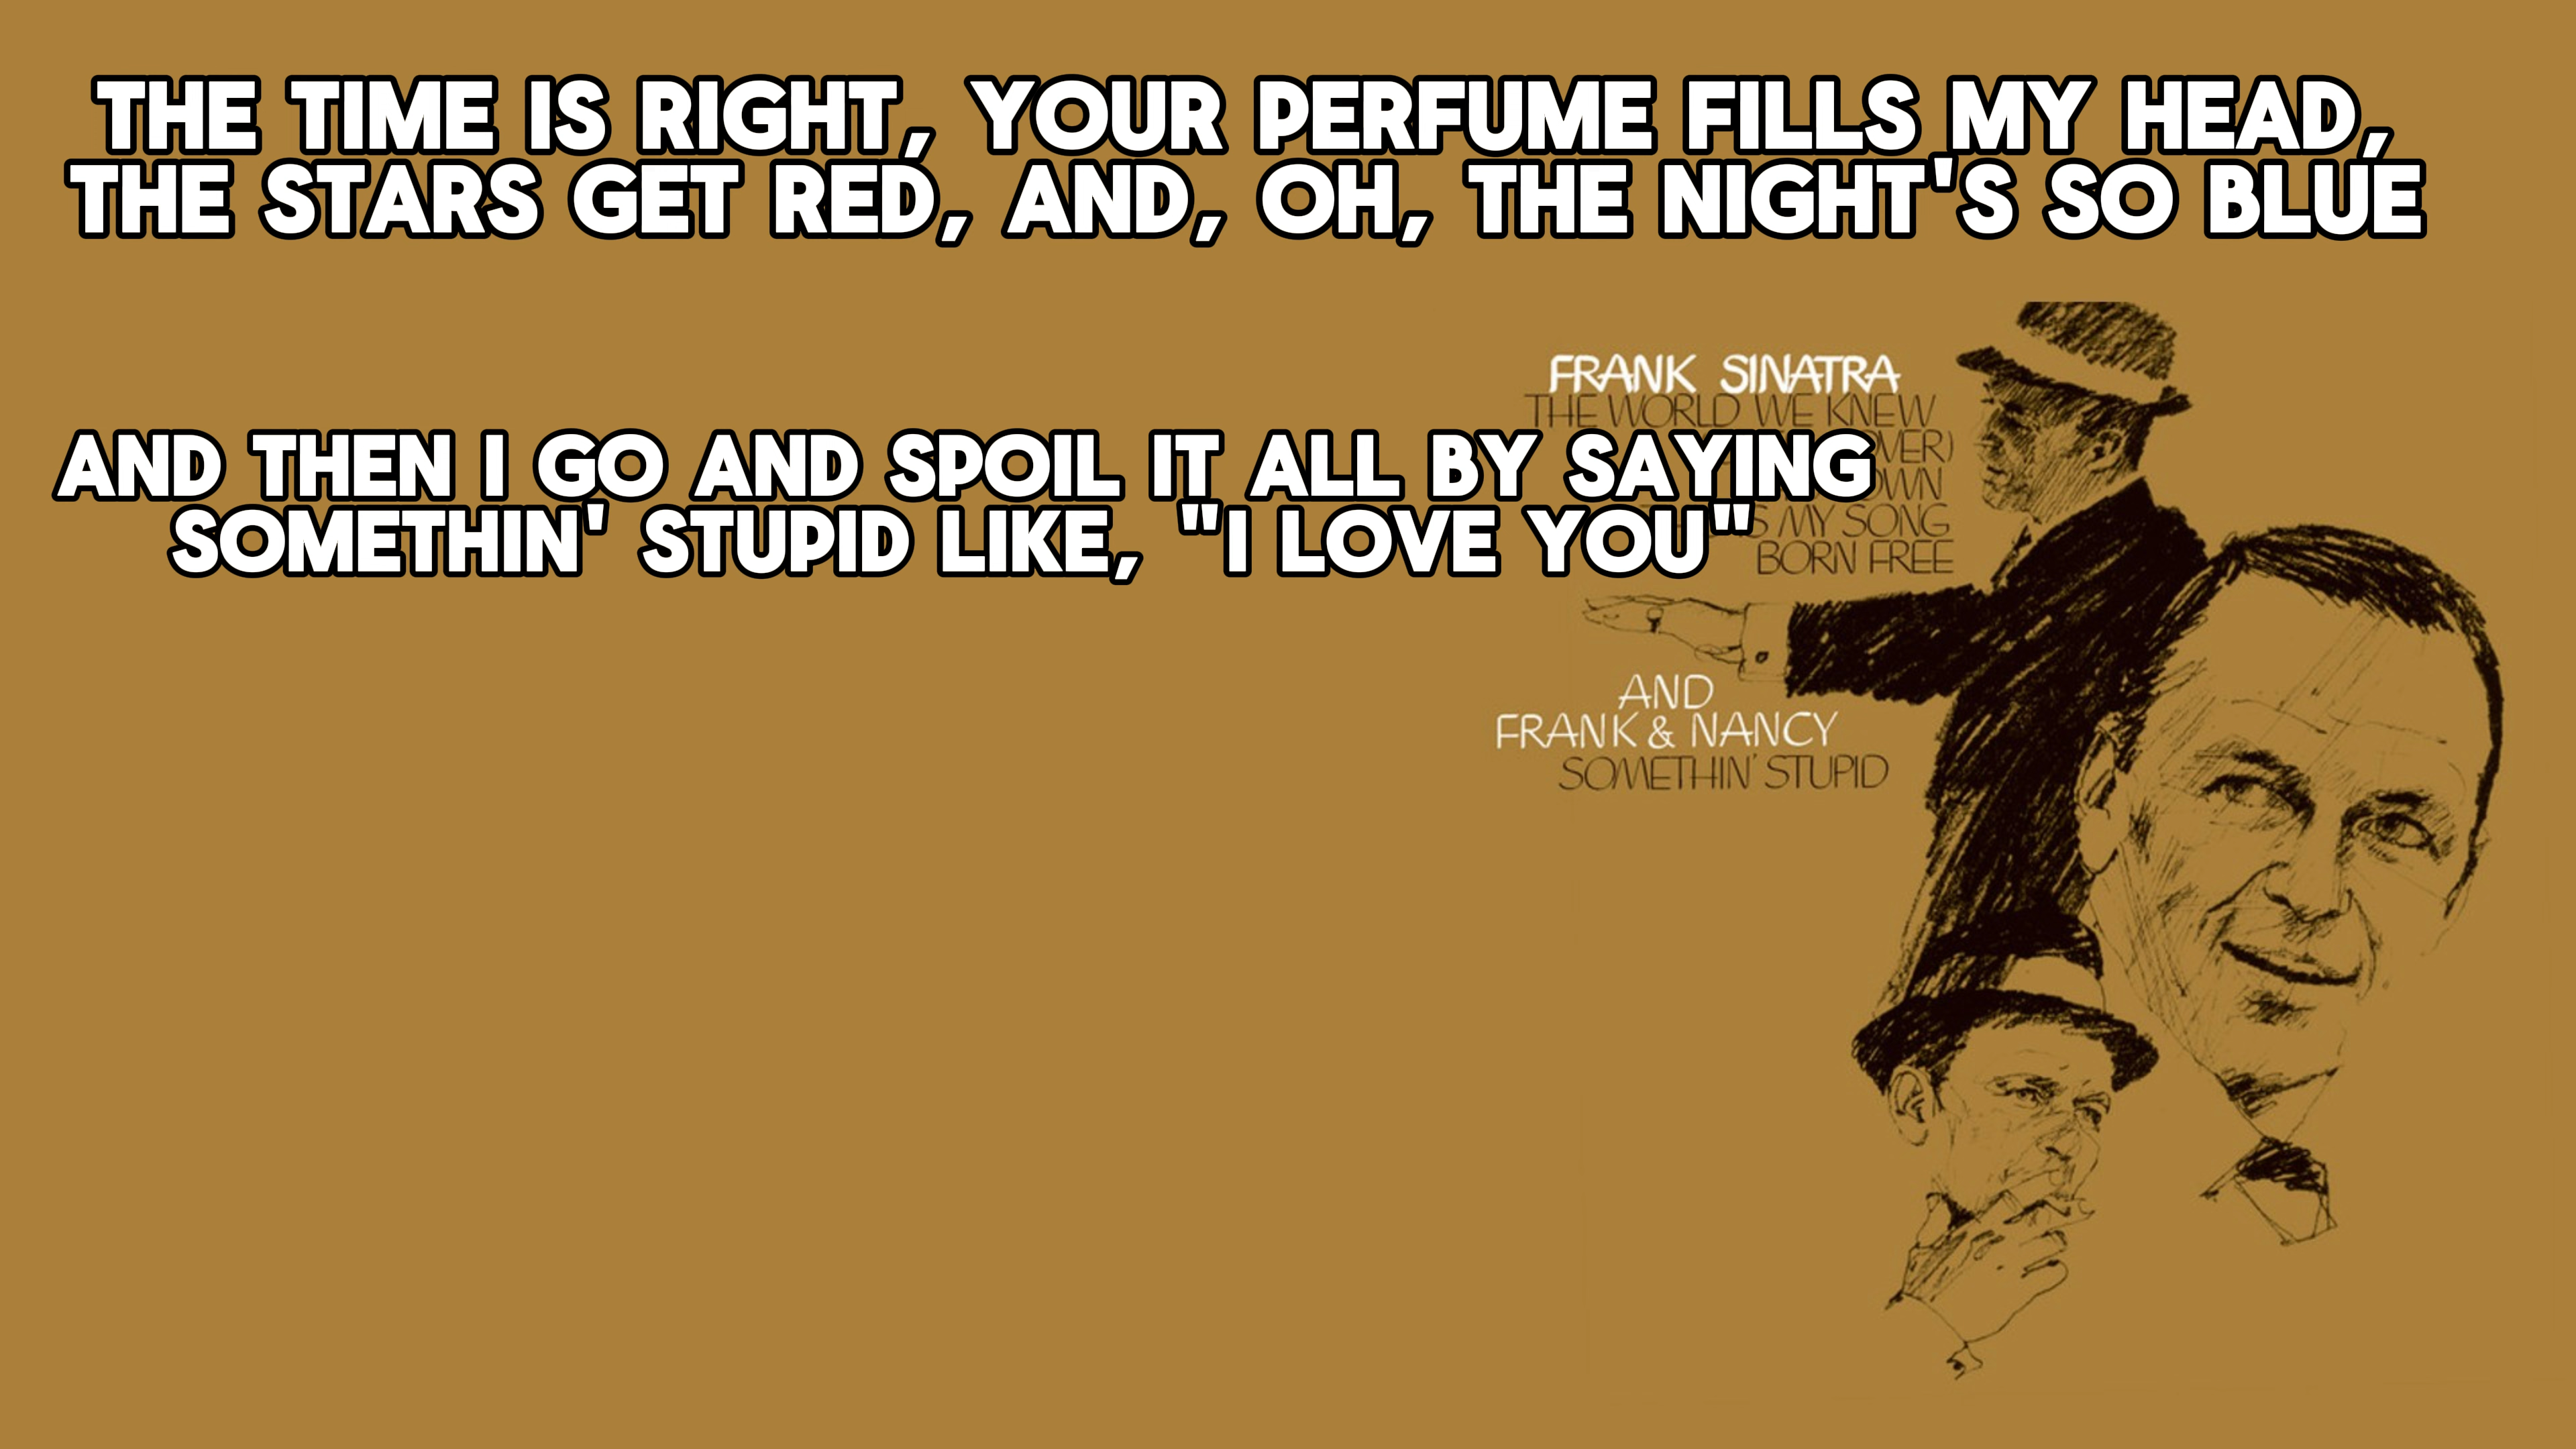 THE TIME IS RIGHT, YOUR PERFUME FILLS MY HEAD,
THE STARS GET RED, AND, OH, THE NIGHT'S SO BLUE
FRANK SINATRA
THE WORLD WE KNEW
AND THEN I GO AND SPOIL IT ALL BY SAYING
SOMETHIN' STUPID LIKE, "I LOVE YOU"
MY SONG
BORN FREE
AND
FRANK & NANCY
SOMETHIN' STUPID